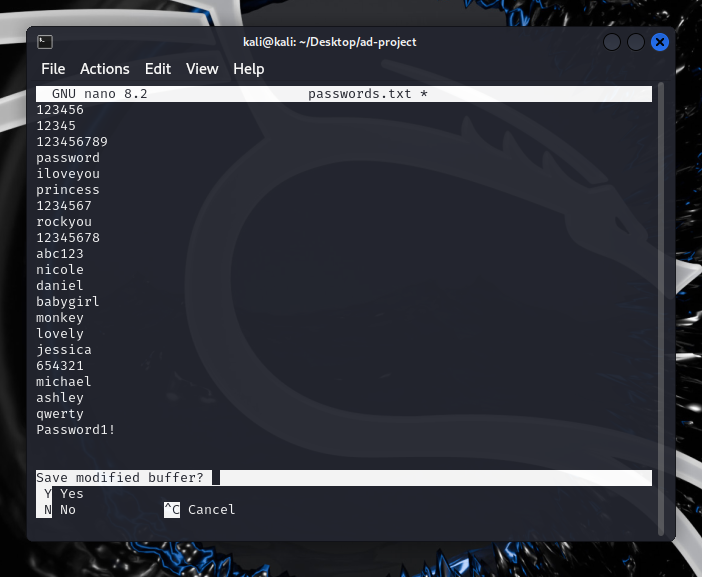 kali@kali: ~/Desktop/ad-project
File Actions Edit View Help
GNU nano 8.2 passwords.txt *
123456
12345
123456789
password
iloveyou
princess
1234567
rockyou
12345678
abc123
nicole
daniel
babygirl
monkey
lovely
jessica
654321
michael
ashley
qwerty
Password1!
Save modified buffer?
Y Yes
N No ^C Cancel